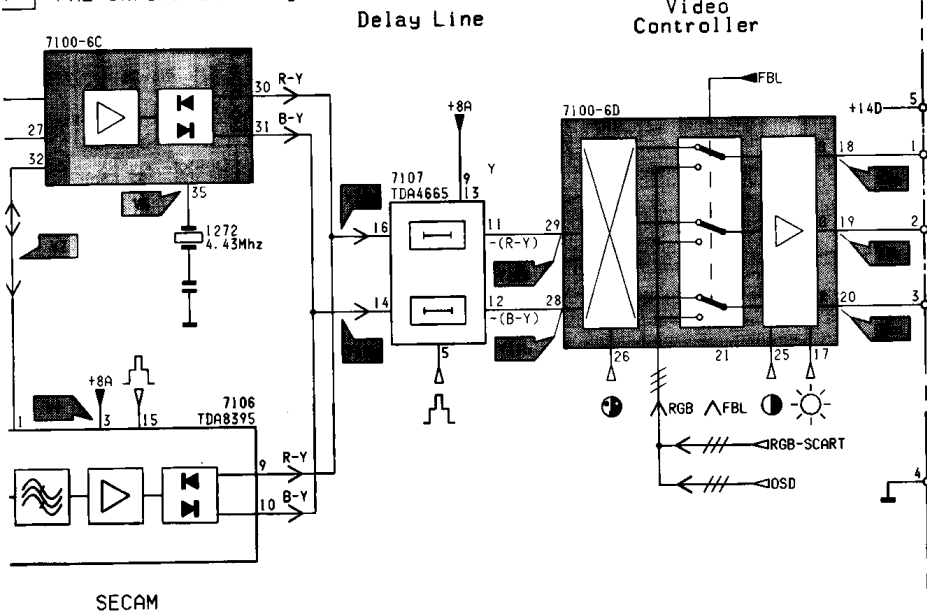 Delay Line
Video
Controller
7100-6C
30
R-Y
31
B-Y
27
32
35
1272
4.43Mhz
+8A
Y
7107
TDA4665
9
13
16
14
11
-(R-Y)
12
-(B-Y)
5
29
28
7100-6D
FBL
+14D
5
18
1
19
2
20
3
26
21
25
17
RGB
FBL
RGB-SCART
OSD
4
+8A
1
3
15
7106
TDA8395
9
R-Y
10
B-Y
SECAM